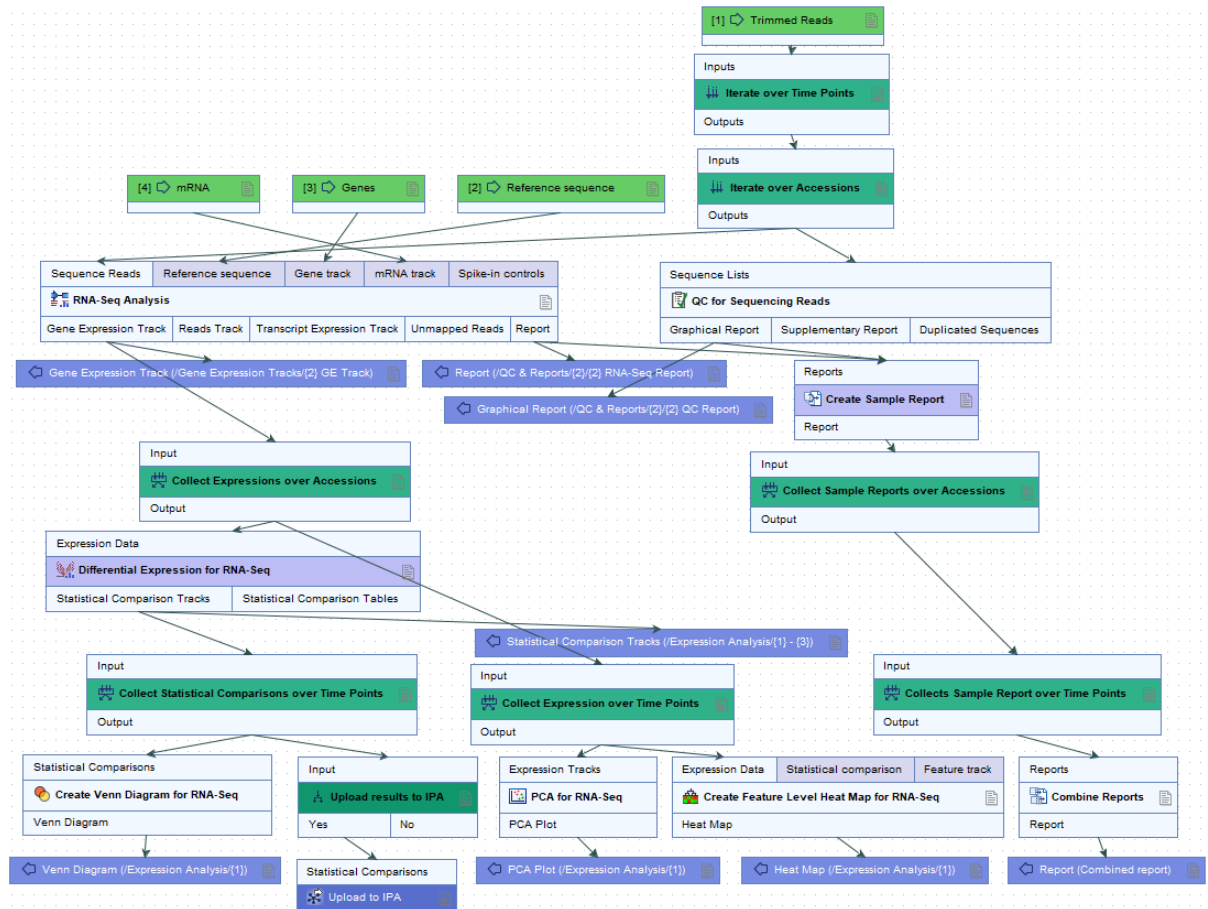 [1] Trimmed Reads
Inputs
Iterate over Time Points
Outputs
Inputs
Iterate over Accessions
Outputs
[4] mRNA
[3] Genes
[2] Reference sequence
Sequence Reads
Reference sequence
Gene track
mRNA track
Spike-in controls
RNA-Seq Analysis
Gene Expression Track
Reads Track
Transcript Expression Track
Unmapped Reads
Report
Sequence Lists
QC for Sequencing Reads
Graphical Report
Supplementary Report
Duplicated Sequences
Gene Expression Track (/Gene Expression Tracks/{2} GE Track)
Report (/QC & Reports/{2}/{2} RNA-Seq Report)
Graphical Report (/QC & Reports/{2}/{2} QC Report)
Reports
Create Sample Report
Report
Input
Collect Expressions over Accessions
Output
Input
Collect Sample Reports over Accessions
Output
Expression Data
Differential Expression for RNA-Seq
Statistical Comparison Tracks
Statistical Comparison Tables
Statistical Comparison Tracks (/Expression Analysis/{1} - {3})
Input
Collect Statistical Comparisons over Time Points
Output
Input
Collect Expression over Time Points
Output
Input
Collects Sample Report over Time Points
Output
Statistical Comparisons
Create Venn Diagram for RNA-Seq
Venn Diagram
Input
Upload results to IPA
Yes
No
Expression Tracks
PCA for RNA-Seq
PCA Plot
Expression Data
Statistical comparison
Feature track
Create Feature Level Heat Map for RNA-Seq
Heat Map
Reports
Combine Reports
Report
Venn Diagram (/Expression Analysis/{1})
Statistical Comparisons
Upload to IPA
PCA Plot (/Expression Analysis/{1})
Heat Map (/Expression Analysis/{1})
Report (Combined report)